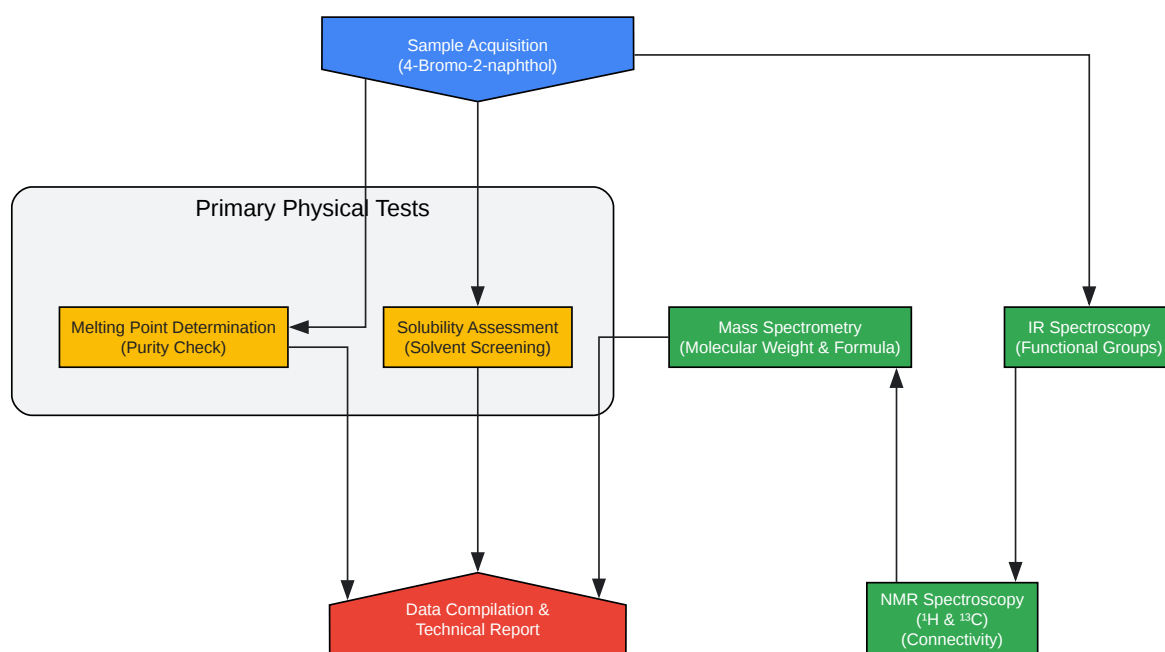 Sample Acquisition
(4-Bromo-2-naphthol)
Primary Physical Tests
Melting Point Determination
(Purity Check)
Solubility Assessment
(Solvent Screening)
Mass Spectrometry
(Molecular Weight & Formula)
IR Spectroscopy
(Functional Groups)
Data Compilation &
Technical Report
NMR Spectroscopy
(¹H & ¹³C)
(Connectivity)